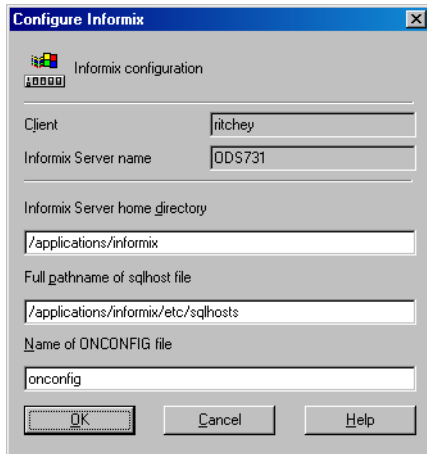 Configure Informix
Informix configuration
Client ritchey
Informix Server name ODS731
Informix Server home directory
/applications/informix
Full pathname of sqlhost file
/applications/informix/etc/sqlhosts
Name of ONCONFIG file
onconfig
OK Cancel Help